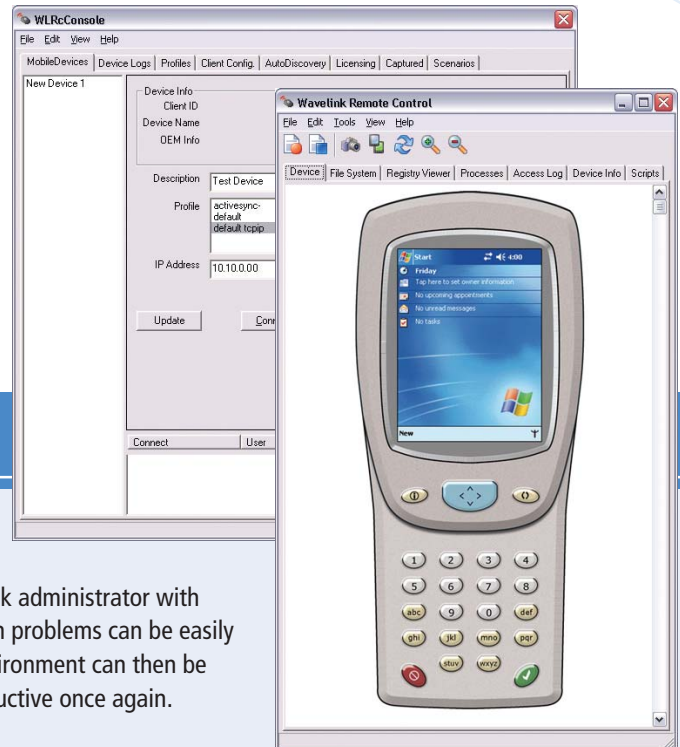 WLRcConsole
File Edit View Help
MobileDevices Device Logs Profiles Client Config. AutoDiscovery Licensing Captured Scenarios
New Device 1
Device Info
Client ID
Device Name
OEM Info
Description Test Device
Profile activesync-
default
default tcpip
IP Address 10.10.0.00
Update
Connect User
Wavelink Remote Control
File Edit Tools View Help
Device File System Registry Viewer Processes Access Log Device Info Scripts
Start 4:00
Friday
Tap here to set owner information
No upcoming appointments
No unread messages
No tasks
New
1 2 3 4
5 6 7 8
abc 9 0 def
ghi jkl mno pqr
stuv wxyz
k administrator with
n problems can be easily
ironment can then be
uctive once again.